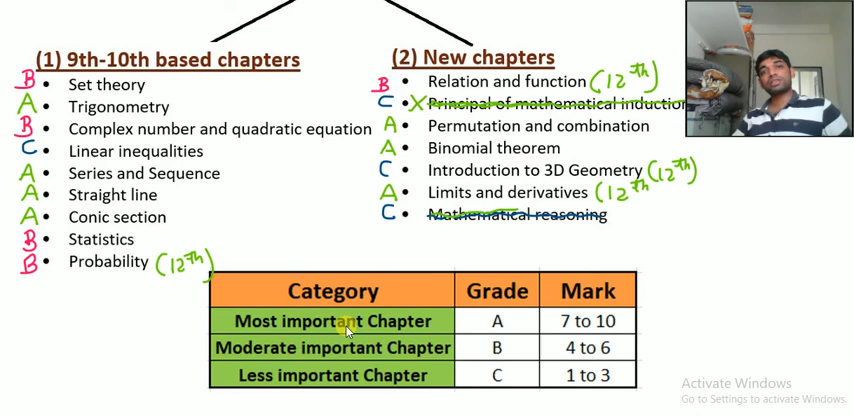 (1) 9th-10th based chapters
B • Set theory
A • Trigonometry
B • Complex number and quadratic equation
C • Linear inequalities
A • Series and Sequence
A • Straight line
A • Conic section
B • Statistics
B • Probability (12th)
(2) New chapters
B • Relation and function (12th)
C • X Principal of mathematical induction
A • Permutation and combination
A • Binomial theorem
C • Introduction to 3D Geometry (12th)
A • Limits and derivatives (12th)
C • Mathematical reasoning
Category Grade Mark
Most important Chapter A 7 to 10
Moderate important Chapter B 4 to 6
Less important Chapter C 1 to 3
Activate Windows
Go to Settings to activate Windows.